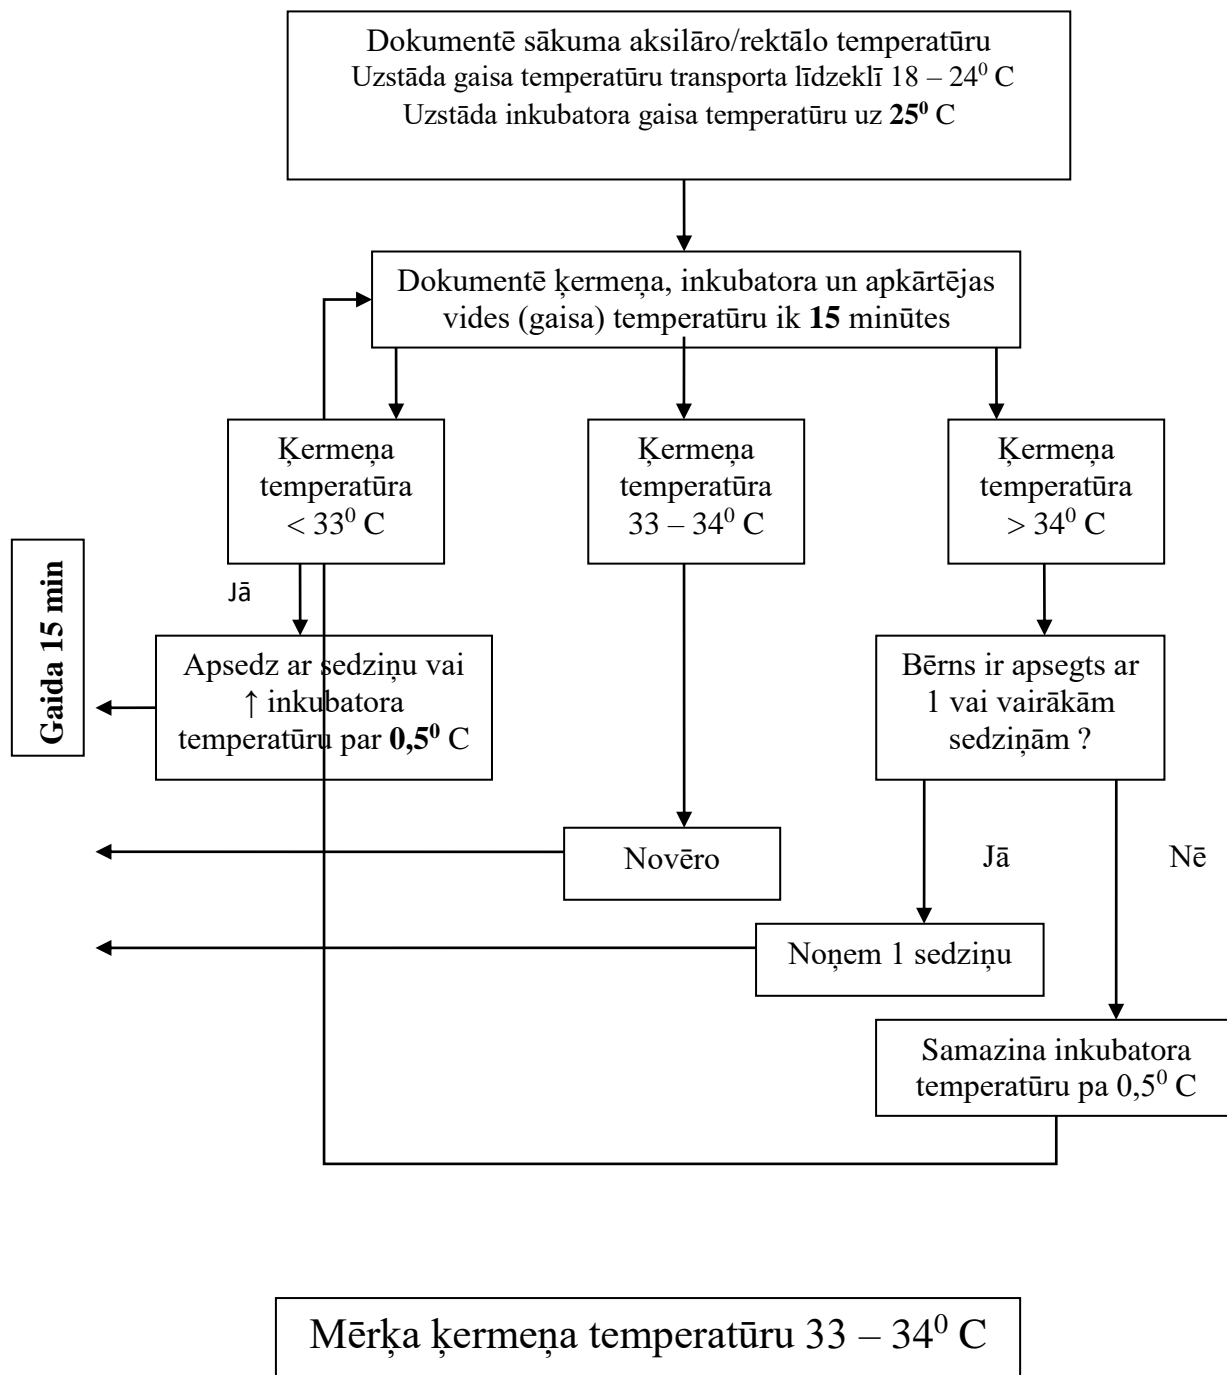 Dokumentē sākuma aksilāro/rektālo temperatūru
Uzstāda gaisa temperatūru transporta līdzeklī 18 – 24⁰ C
Uzstāda inkubatora gaisa temperatūru uz 25⁰ C
Dokumentē ķermeņa, inkubatora un apkārtējas
vides (gaisa) temperatūru ik 15 minūtes
Ķermeņa
temperatūra
< 33⁰ C
Ķermeņa
temperatūra
33 – 34⁰ C
Ķermeņa
temperatūra
> 34⁰ C
Gaida 15 min
Jā
Apsedz ar sedziņu vai
↑ inkubatora
temperatūru par 0,5⁰ C
Bērns ir apsegts ar
1 vai vairākām
sedziņām ?
Novēro
Jā
Nē
Noņem 1 sedziņu
Samazina inkubatora
temperatūru pa 0,5⁰ C
Mērķa ķermeņa temperatūru 33 – 34⁰ C